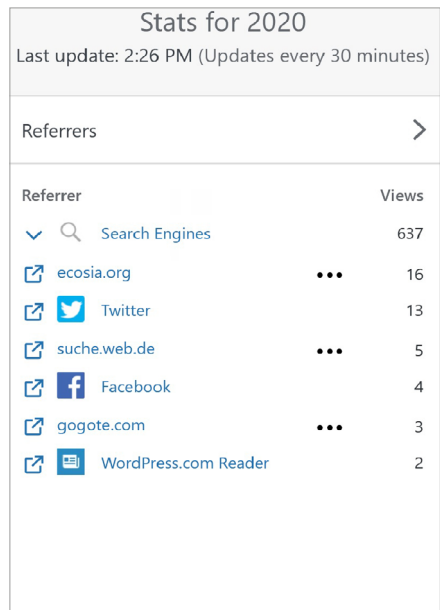 Stats for 2020
Last update: 2:26 PM (Updates every 30 minutes)
Referrers
Referrer Views
Search Engines 637
ecosia.org ••• 16
Twitter 13
suche.web.de ••• 5
Facebook 4
gogote.com ••• 3
WordPress.com Reader 2